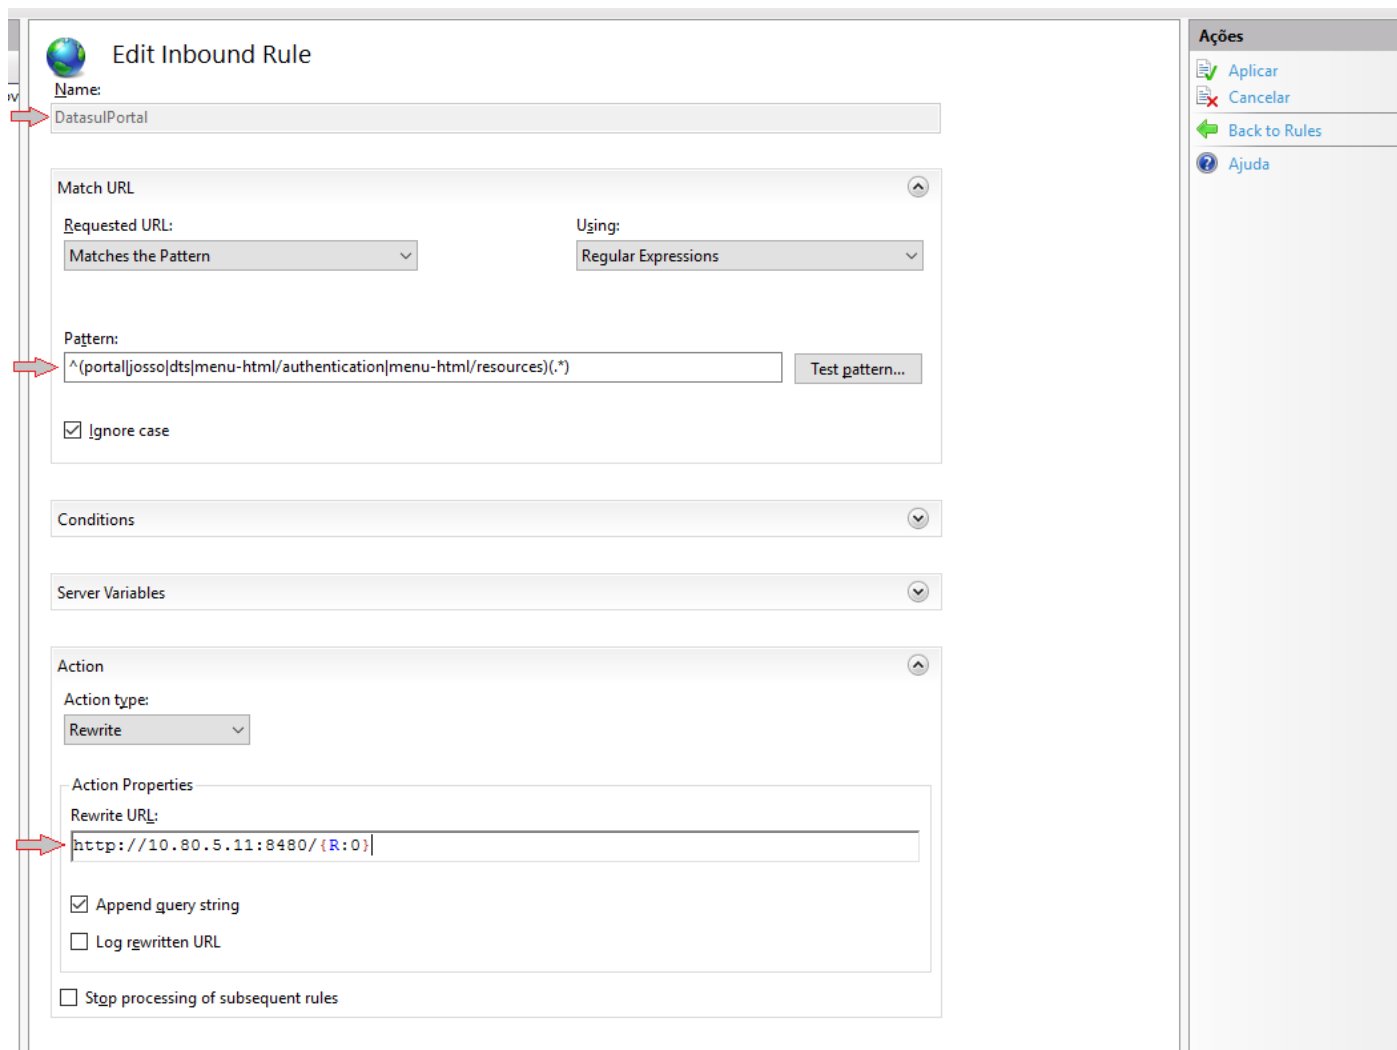 Edit Inbound Rule
Name:
DatasulPortal
Match URL
Requested URL:
Using:
Matches the Pattern
Regular Expressions
Pattern:
^(portal|josso|dts|menu-html/authentication|menu-html/resources)(.*)
Test pattern...
Ignore case
Conditions
Server Variables
Action
Action type:
Rewrite
Action Properties
Rewrite URL:
http://10.80.5.11:8480/{R:0}
Append query string
Log rewritten URL
Stop processing of subsequent rules
Ações
Aplicar
Cancelar
Back to Rules
Ajuda